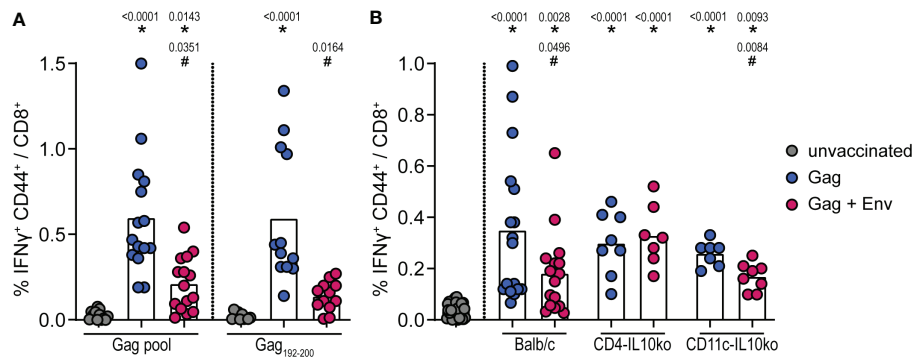 A
<0.0001 0.0143 <0.0001
* * *
0.0351 0.0164
# #
% IFNγ+ CD44+ / CD8+
1.5
1.0
0.5
0.0
Gag pool Gag192-200
B
<0.0001 0.0028 <0.0001 <0.0001 <0.0001 0.0093
* * * * * *
0.0496 0.0084
# #
% IFNγ+ CD44+ / CD8+
1.0
0.8
0.6
0.4
0.2
0.0
Balb/c CD4-IL10ko CD11c-IL10ko
unvaccinated
Gag
Gag + Env